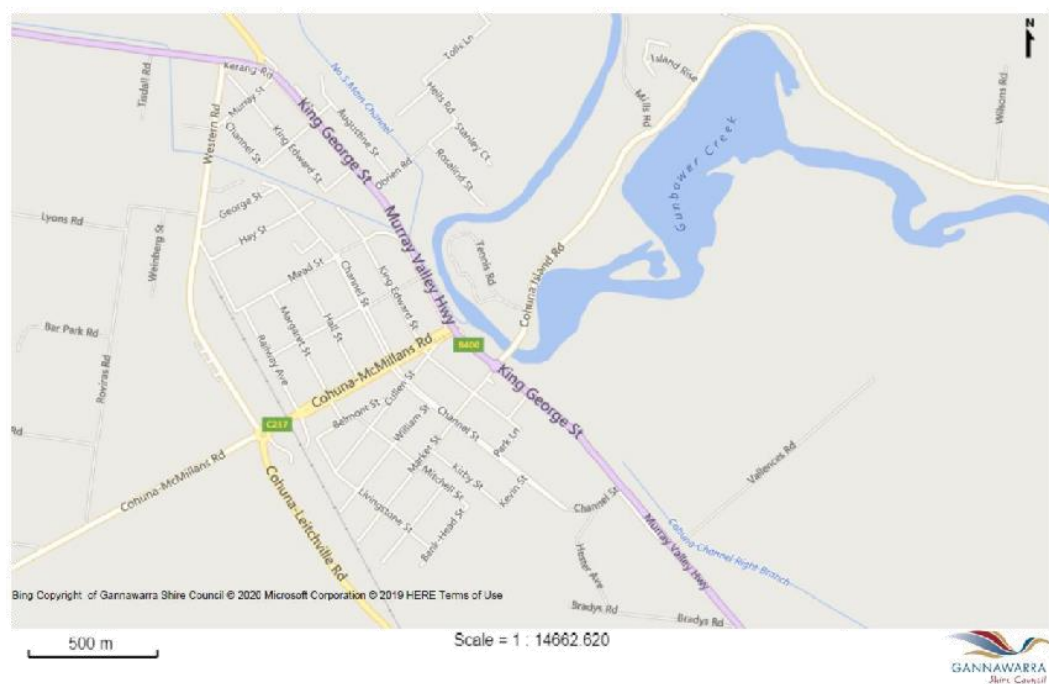 N
Tolls Ln
Island Rise
Mills Rd
Wilsons Rd
Tisdall Rd
Kerang Rd
No 5 Main Channel
Hells Rd
Stanley Ct
Murray St
King George St
Augustine St
Western Rd
Channel St
King Edward St
Obrien Rd
Rosalind St
Gunbower Creek
George St
Lyons Rd
Weinberg St
Hay St
Murray Valley Hwy
Tennis Rd
Mead St
Channel St
King Edward St
Cohuna Island Rd
Bar Park Rd
Margaret St
Hall St
Railway Ave
B400
Roviras Rd
Cohuna-McMillans Rd
King George St
Cullen St
Belmont St
C257
William St
Channel St
Park Ln
Rd
Market St
Vallences Rd
Cohuna-McMillans Rd
Kirby St
Mitchell St
Kevin St
Cohuna-Leitchville Rd
Livingstone St
Channel St
Bank-Head St
Murray Valley Hwy
Cohuna-Channel Right Branch
Hester Ave
Bing Copyright of Gannawarra Shire Council © 2020 Microsoft Corporation © 2019 HERE Terms of Use
Bradys Rd
Bradys Rd
500 m
Scale = 1 : 14662.620
GANNAWARRA
Shire Council